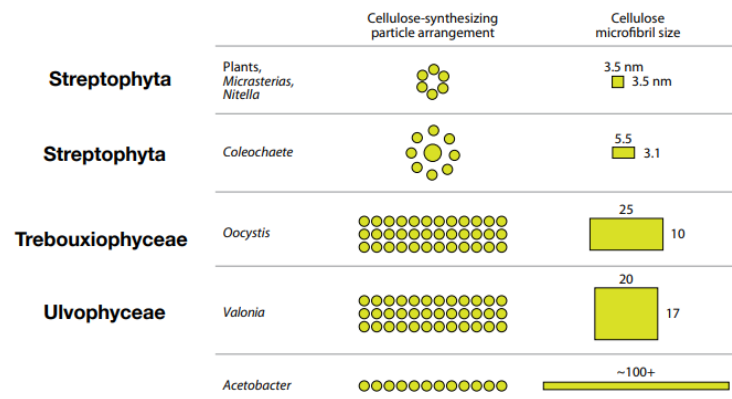 Cellulose-synthesizing
particle arrangement
Cellulose
microfibril size
Streptophyta
Plants,
Micrasterias,
Nitella
3.5 nm
3.5 nm
Streptophyta
Coleochaete
5.5
3.1
Trebouxiophyceae
Oocystis
25
10
Ulvophyceae
Valonia
20
17
Acetobacter
~100+